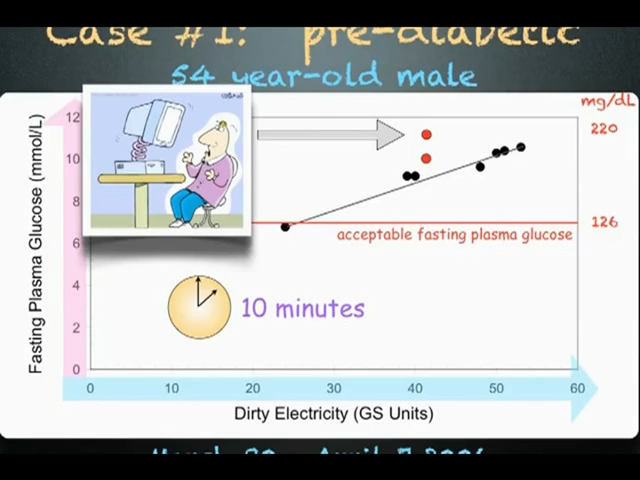 Case #1: pre-diabetic
54 year-old male
mg/dL
Fasting Plasma Glucose (mmol/L)
12
220
10
8
126
acceptable fasting plasma glucose
6
4
10 minutes
2
0
0 10 20 30 40 50 60
Dirty Electricity (GS Units)